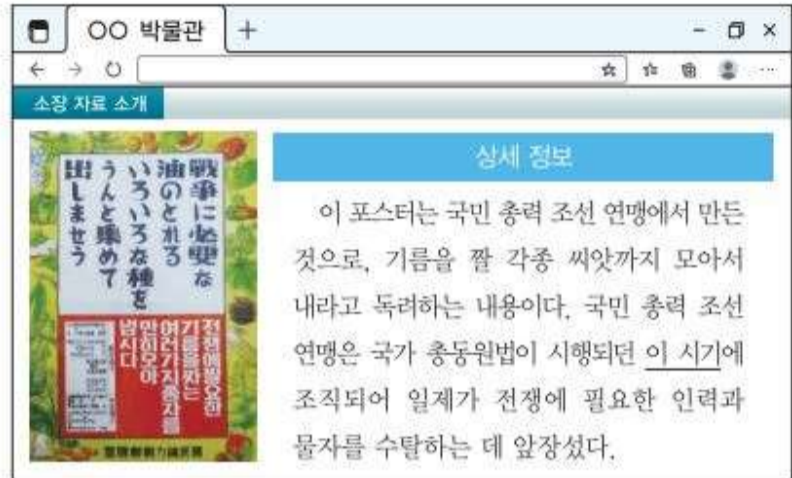 ○○ 박물관
소장 자료 소개
戦争に必要な
油のとれる
いろいろな種を
うんと集めて
出しませう
전쟁에필요한
기름을짜는
여러가지종자를
만히모아
냅시다
상세 정보
이 포스터는 국민 총력 조선 연맹에서 만든
것으로, 기름을 짤 각종 씨앗까지 모아서
내라고 독려하는 내용이다. 국민 총력 조선
연맹은 국가 총동원법이 시행되던 이 시기에
조직되어 일제가 전쟁에 필요한 인력과
물자를 수탈하는 데 앞장섰다.